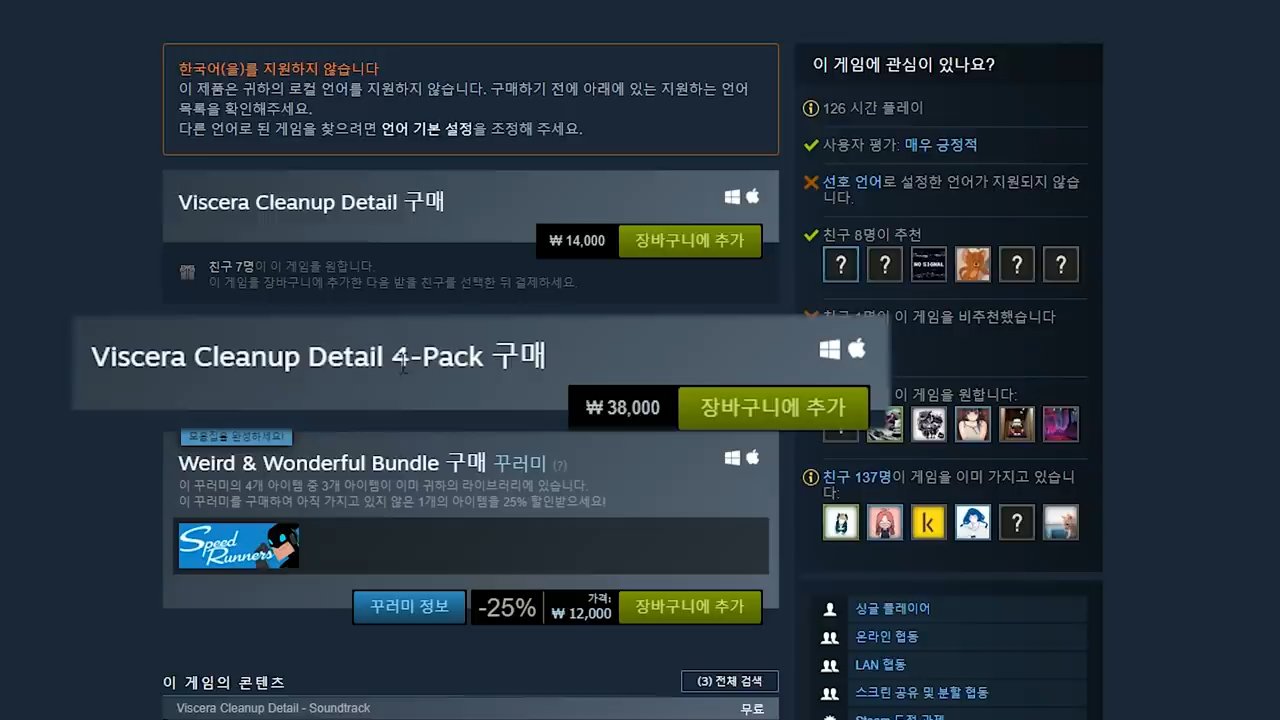 한국어(을)를 지원하지 않습니다
이 제품은 귀하의 로컬 언어를 지원하지 않습니다. 구매하기 전에 아래에 있는 지원하는 언어
목록을 확인해주세요.
다른 언어로 된 게임을 찾으려면 언어 기본 설정을 조정해 주세요.
Viscera Cleanup Detail 구매
₩ 14,000
장바구니에 추가
친구 7명이 이 게임을 원합니다.
이 게임을 장바구니에 추가한 다음 받을 친구를 선택한 뒤 결제하세요.
Viscera Cleanup Detail 4-Pack 구매
₩ 38,000
장바구니에 추가
모음집을 완성하세요!
Weird & Wonderful Bundle 구매 꾸러미 (?)
이 꾸러미의 4개 아이템 중 3개 아이템이 이미 귀하의 라이브러리에 있습니다.
이 꾸러미를 구매하여 아직 가지고 있지 않은 1개의 아이템을 25% 할인받으세요!
Speed Runners
꾸러미 정보
-25%
가격:
₩ 12,000
장바구니에 추가
이 게임의 콘텐츠
(3) 전체 검색
Viscera Cleanup Detail - Soundtrack
무료
이 게임에 관심이 있나요?
126 시간 플레이
사용자 평가: 매우 긍정적
선호 언어로 설정한 언어가 지원되지 않습
니다.
친구 8명이 추천
? ? NO SIGNAL ? ?
친구 1명이 이 게임을 비추천했습니다
이 게임을 원합니다:
친구 137명이 게임을 이미 가지고 있습니
다:
k ?
싱글 플레이어
온라인 협동
LAN 협동
스크린 공유 및 분할 협동